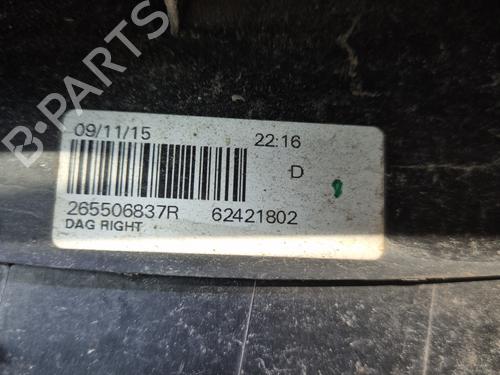 09/11/15 22:16
D
265506837R 62421802
DAG RIGHT
B-PARTS